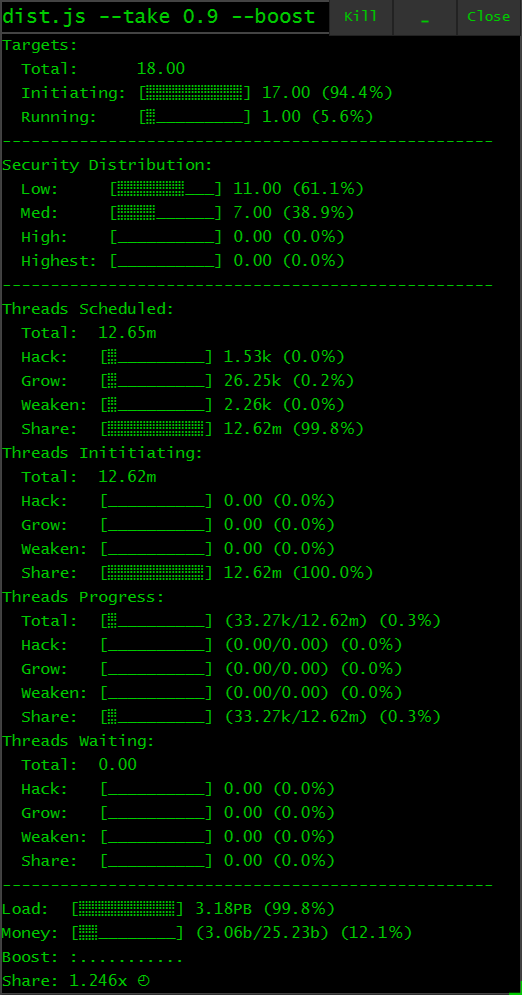 dist.js --take 0.9 --boost Kill _ Close
Targets:
Total: 18.00
Initiating: [▒▒▒▒▒▒▒▒▒▒] 17.00 (94.4%)
Running: [▒_________] 1.00 (5.6%)
---------------------------------------------------
Security Distribution:
Low: [▒▒▒▒▒▒▒___] 11.00 (61.1%)
Med: [▒▒▒▒______] 7.00 (38.9%)
High: [__________] 0.00 (0.0%)
Highest: [__________] 0.00 (0.0%)
---------------------------------------------------
Threads Scheduled:
Total: 12.65m
Hack: [▒_________] 1.53k (0.0%)
Grow: [▒_________] 26.25k (0.2%)
Weaken: [▒_________] 2.26k (0.0%)
Share: [▒▒▒▒▒▒▒▒▒▒] 12.62m (99.8%)
Threads Inititiating:
Total: 12.62m
Hack: [__________] 0.00 (0.0%)
Grow: [__________] 0.00 (0.0%)
Weaken: [__________] 0.00 (0.0%)
Share: [▒▒▒▒▒▒▒▒▒▒] 12.62m (100.0%)
Threads Progress:
Total: [▒_________] (33.27k/12.62m) (0.3%)
Hack: [__________] (0.00/0.00) (0.0%)
Grow: [__________] (0.00/0.00) (0.0%)
Weaken: [__________] (0.00/0.00) (0.0%)
Share: [▒_________] (33.27k/12.62m) (0.3%)
Threads Waiting:
Total: 0.00
Hack: [__________] 0.00 (0.0%)
Grow: [__________] 0.00 (0.0%)
Weaken: [__________] 0.00 (0.0%)
Share: [__________] 0.00 (0.0%)
---------------------------------------------------
Load: [▒▒▒▒▒▒▒▒▒▒] 3.18PB (99.8%)
Money: [▒▒________] (3.06b/25.23b) (12.1%)
Boost: :...........
Share: 1.246x ◴